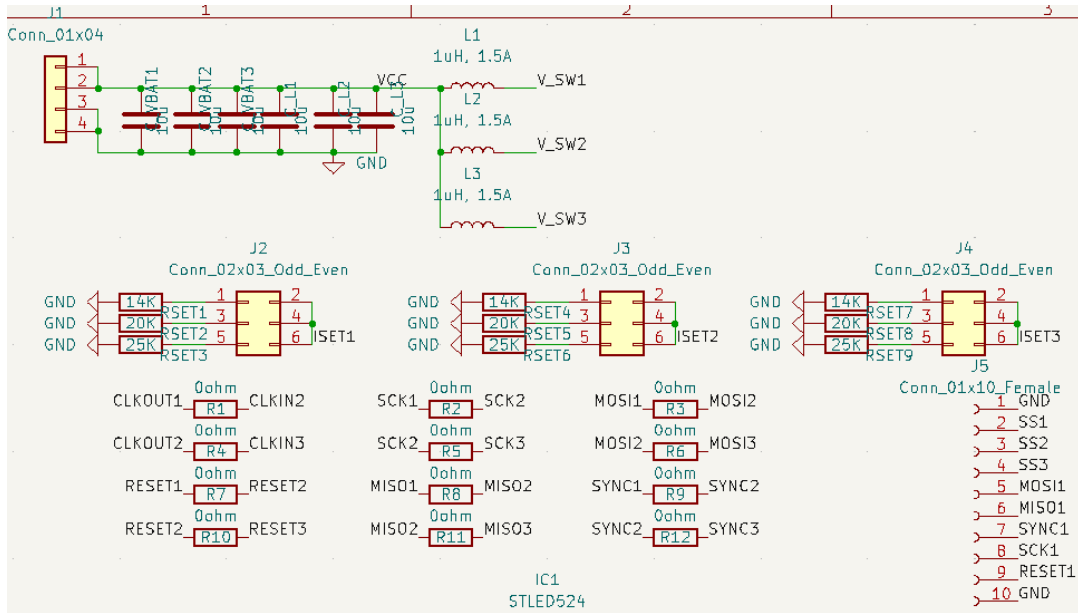 1 2 3
J1
Conn_01x04
1
2
3
4
C_VBAT1
10u
C_VBAT2
10u
C_VBAT3
10u
C_L1
10u
C_L2
10u
C_L3
10u
VCC
GND
L1
1uH, 1.5A
V_SW1
L2
1uH, 1.5A
V_SW2
L3
1uH, 1.5A
V_SW3
J2
Conn_02x03_Odd_Even
GND 14K RSET1 1 2
GND 20K RSET2 3 4
GND 25K RSET3 5 6
ISET1
J3
Conn_02x03_Odd_Even
GND 14K RSET4 1 2
GND 20K RSET5 3 4
GND 25K RSET6 5 6
ISET2
J4
Conn_02x03_Odd_Even
GND 14K RSET7 1 2
GND 20K RSET8 3 4
GND 25K RSET9 5 6
ISET3
0ohm
CLKOUT1 R1 CLKIN2
0ohm
SCK1 R2 SCK2
0ohm
MOSI1 R3 MOSI2
0ohm
CLKOUT2 R4 CLKIN3
0ohm
SCK2 R5 SCK3
0ohm
MOSI2 R6 MOSI3
0ohm
RESET1 R7 RESET2
0ohm
MISO1 R8 MISO2
0ohm
SYNC1 R9 SYNC2
0ohm
RESET2 R10 RESET3
0ohm
MISO2 R11 MISO3
0ohm
SYNC2 R12 SYNC3
J5
Conn_01x10_Female
1 GND
2 SS1
3 SS2
4 SS3
5 MOSI1
6 MISO1
7 SYNC1
8 SCK1
9 RESET1
10 GND
IC1
STLED524